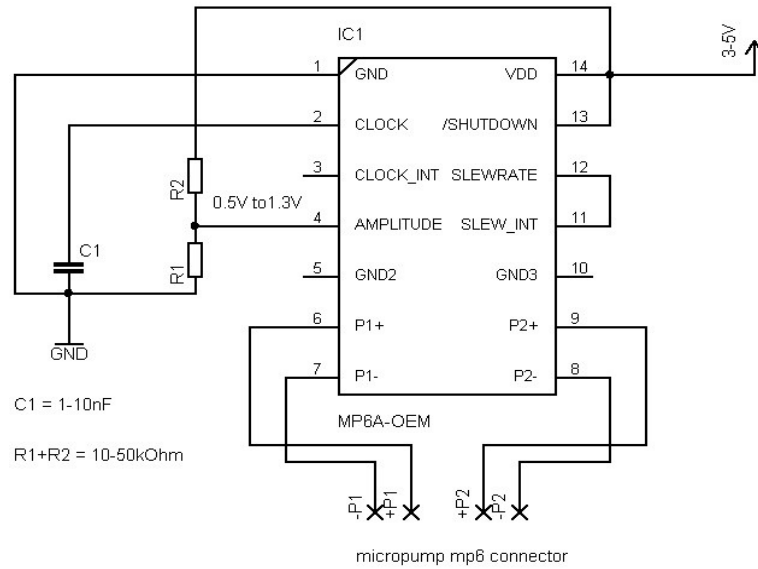 IC1
3-5V
1 GND VDD 14
2 CLOCK /SHUTDOWN 13
3 CLOCK_INT SLEWRATE 12
R2
0.5V to1.3V
4 AMPLITUDE SLEW_INT 11
C1
R1
5 GND2 GND3 10
6 P1+ P2+ 9
GND
7 P1- P2- 8
C1 = 1-10nF
MP6A-OEM
R1+R2 = 10-50kOhm
-P1 +P1 +P2 -P2
micropump mp6 connector